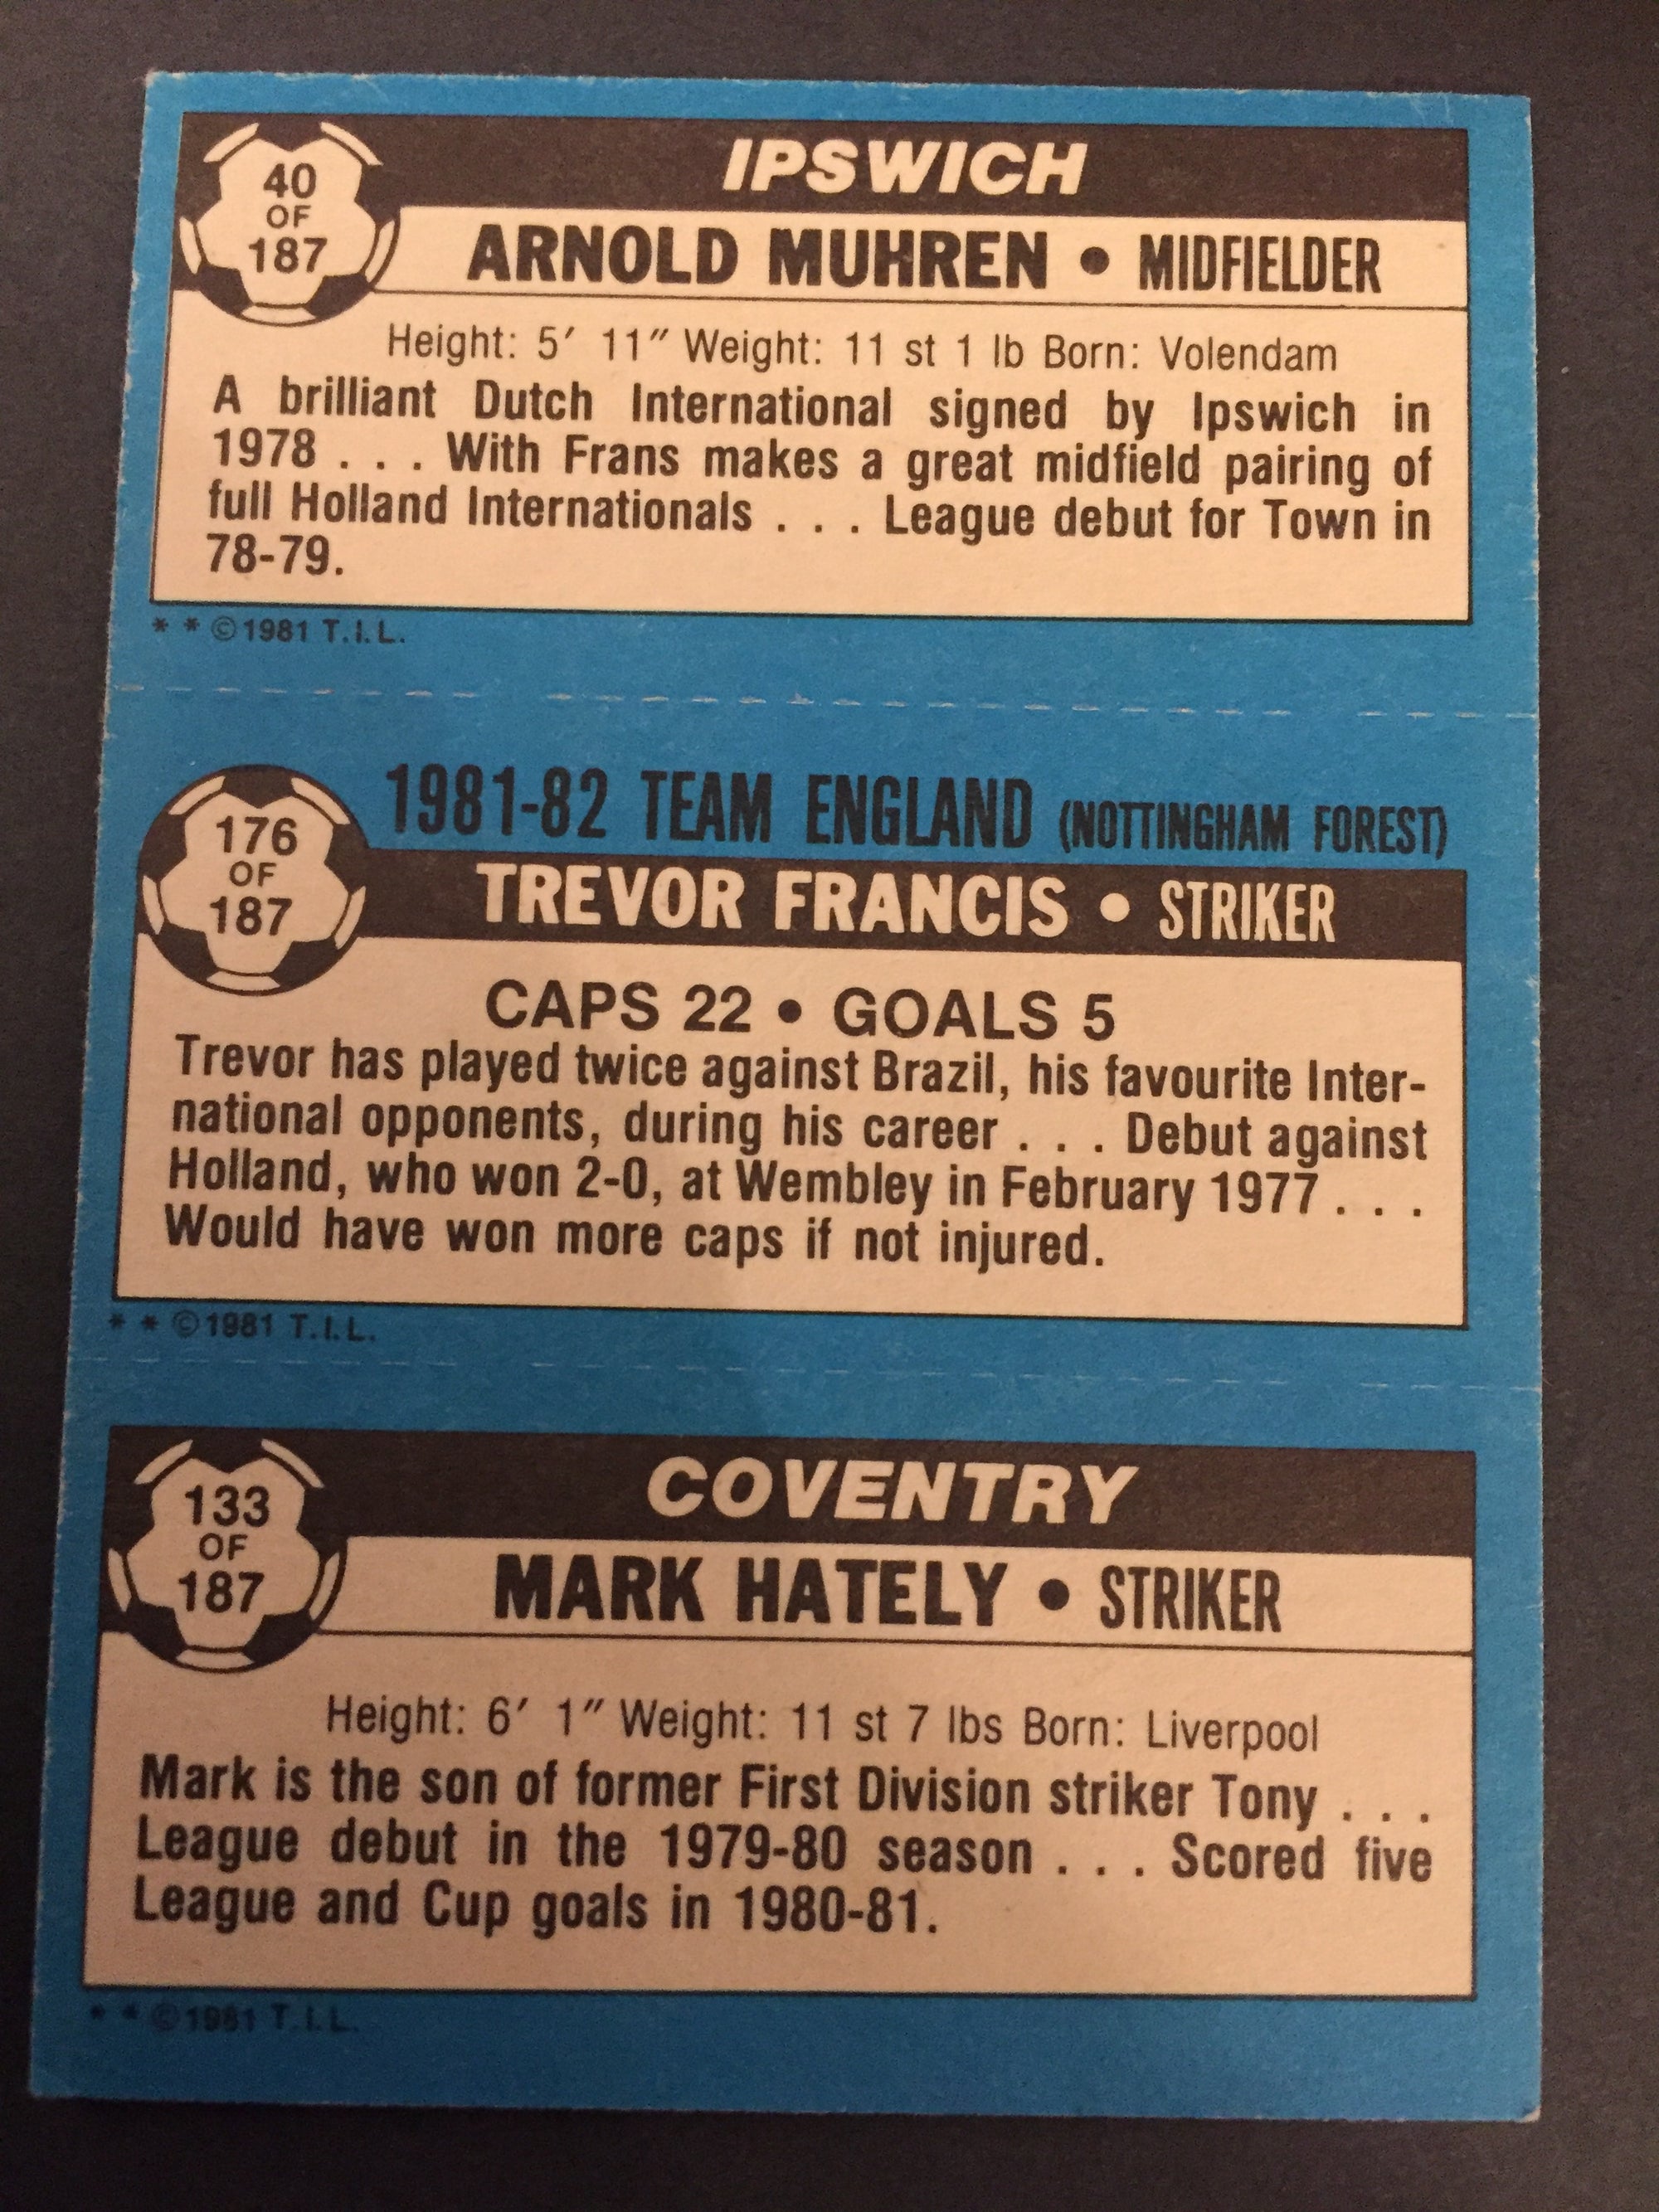 40
OF
187
IPSWICH
ARNOLD MUHREN • MIDFIELDER
Height: 5′ 11″ Weight: 11 st 1 lb Born: Volendam
A brilliant Dutch International signed by Ipswich in
1978 . . . With Frans makes a great midfield pairing of
full Holland Internationals . . . League debut for Town in
78-79.
* * ©1981 T.I.L.
1981-82 TEAM ENGLAND (NOTTINGHAM FOREST)
176
OF
187
TREVOR FRANCIS • STRIKER
CAPS 22 • GOALS 5
Trevor has played twice against Brazil, his favourite Inter-
national opponents, during his career . . . Debut against
Holland, who won 2-0, at Wembley in February 1977 . . .
Would have won more caps if not injured.
* * ©1981 T.I.L.
133
OF
187
COVENTRY
MARK HATELY • STRIKER
Height: 6′ 1″ Weight: 11 st 7 lbs Born: Liverpool
Mark is the son of former First Division striker Tony . . .
League debut in the 1979-80 season . . . Scored five
League and Cup goals in 1980-81.
* * ©1981 T.I.L.